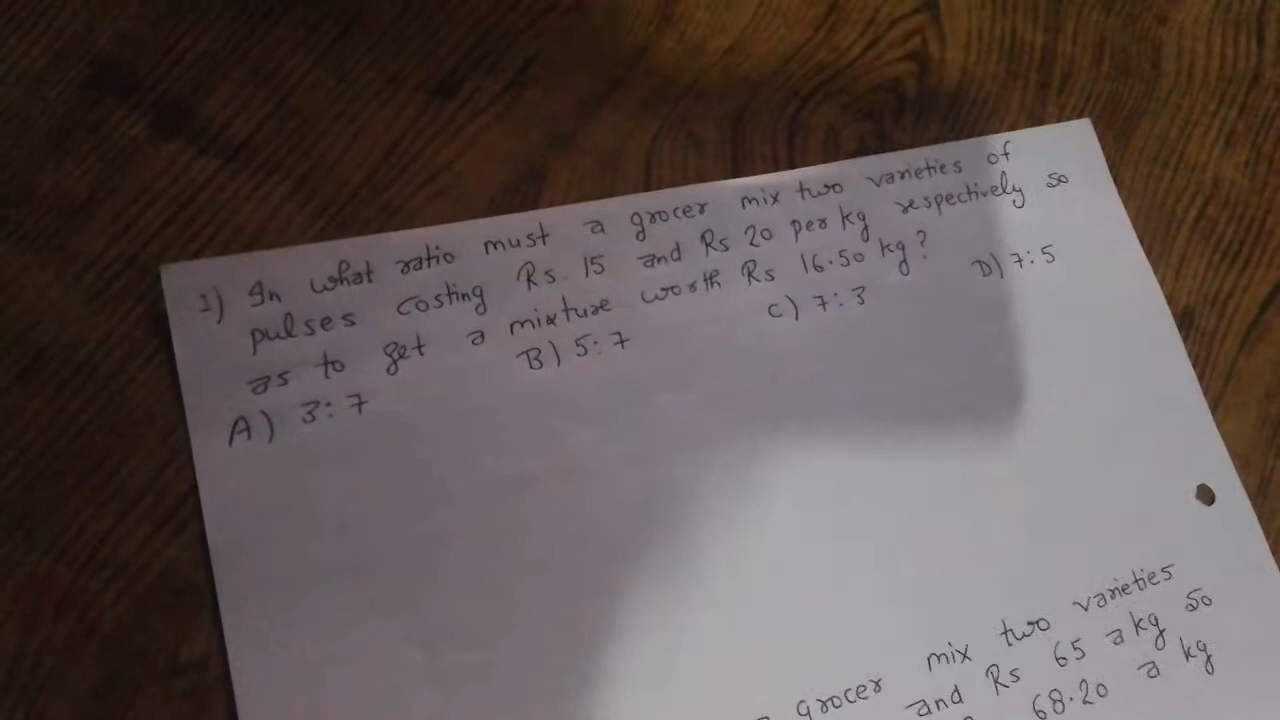 1) In what ratio must a grocer mix two varieties of
pulses costing Rs. 15 and Rs 20 per kg respectively so
as to get a mixture worth Rs 16.50 kg?
A) 3:7 B) 5:7 C) 7:3 D) 7:5
grocer mix two varieties
and Rs 65 a kg so
68.20 a kg